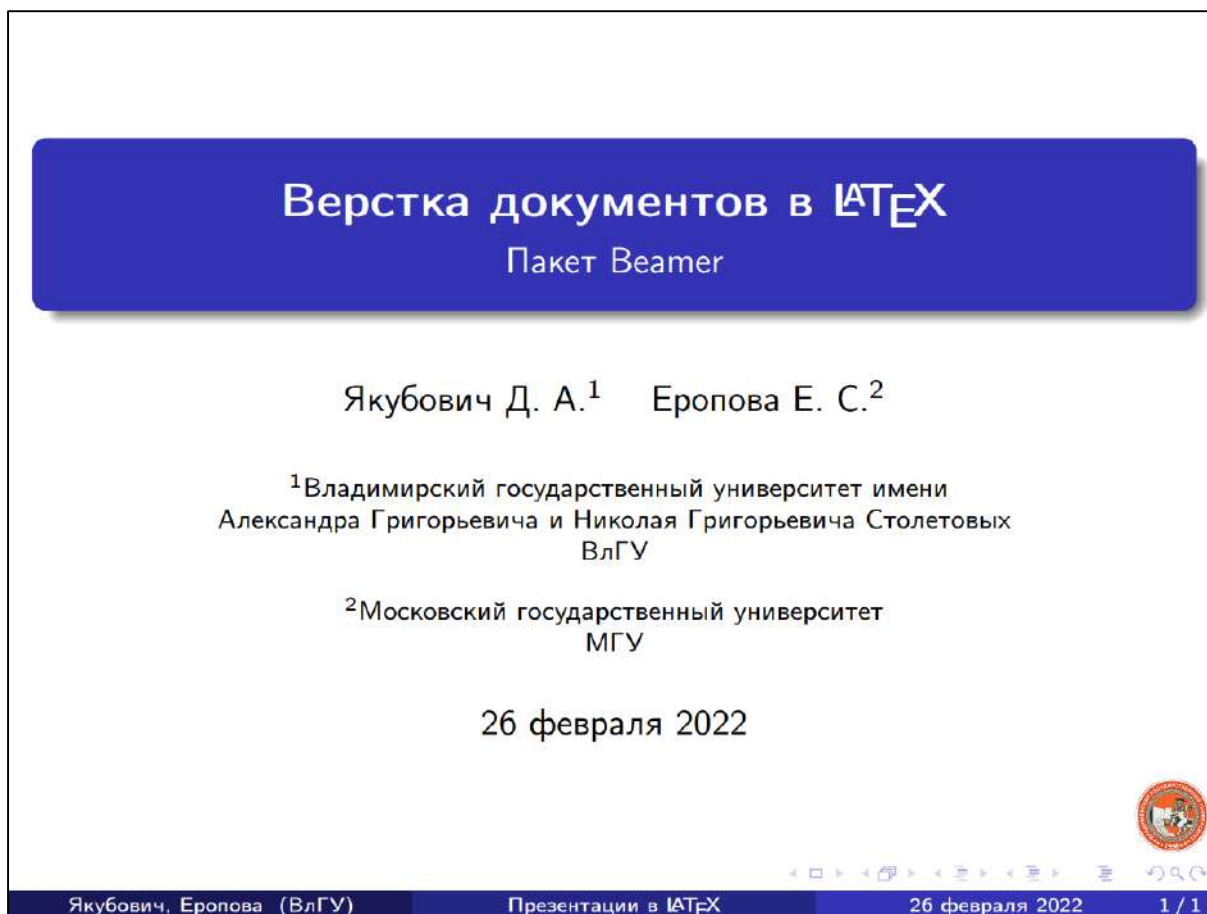 Верстка документов в LATEX
Пакет Beamer
Якубович Д. А.1 Еропова Е. С.2
1Владимирский государственный университет имени
Александра Григорьевича и Николая Григорьевича Столетовых
ВлГУ
2Московский государственный университет
МГУ
26 февраля 2022
Якубович, Еропова (ВлГУ) Презентации в LATEX 26 февраля 2022 1 / 1